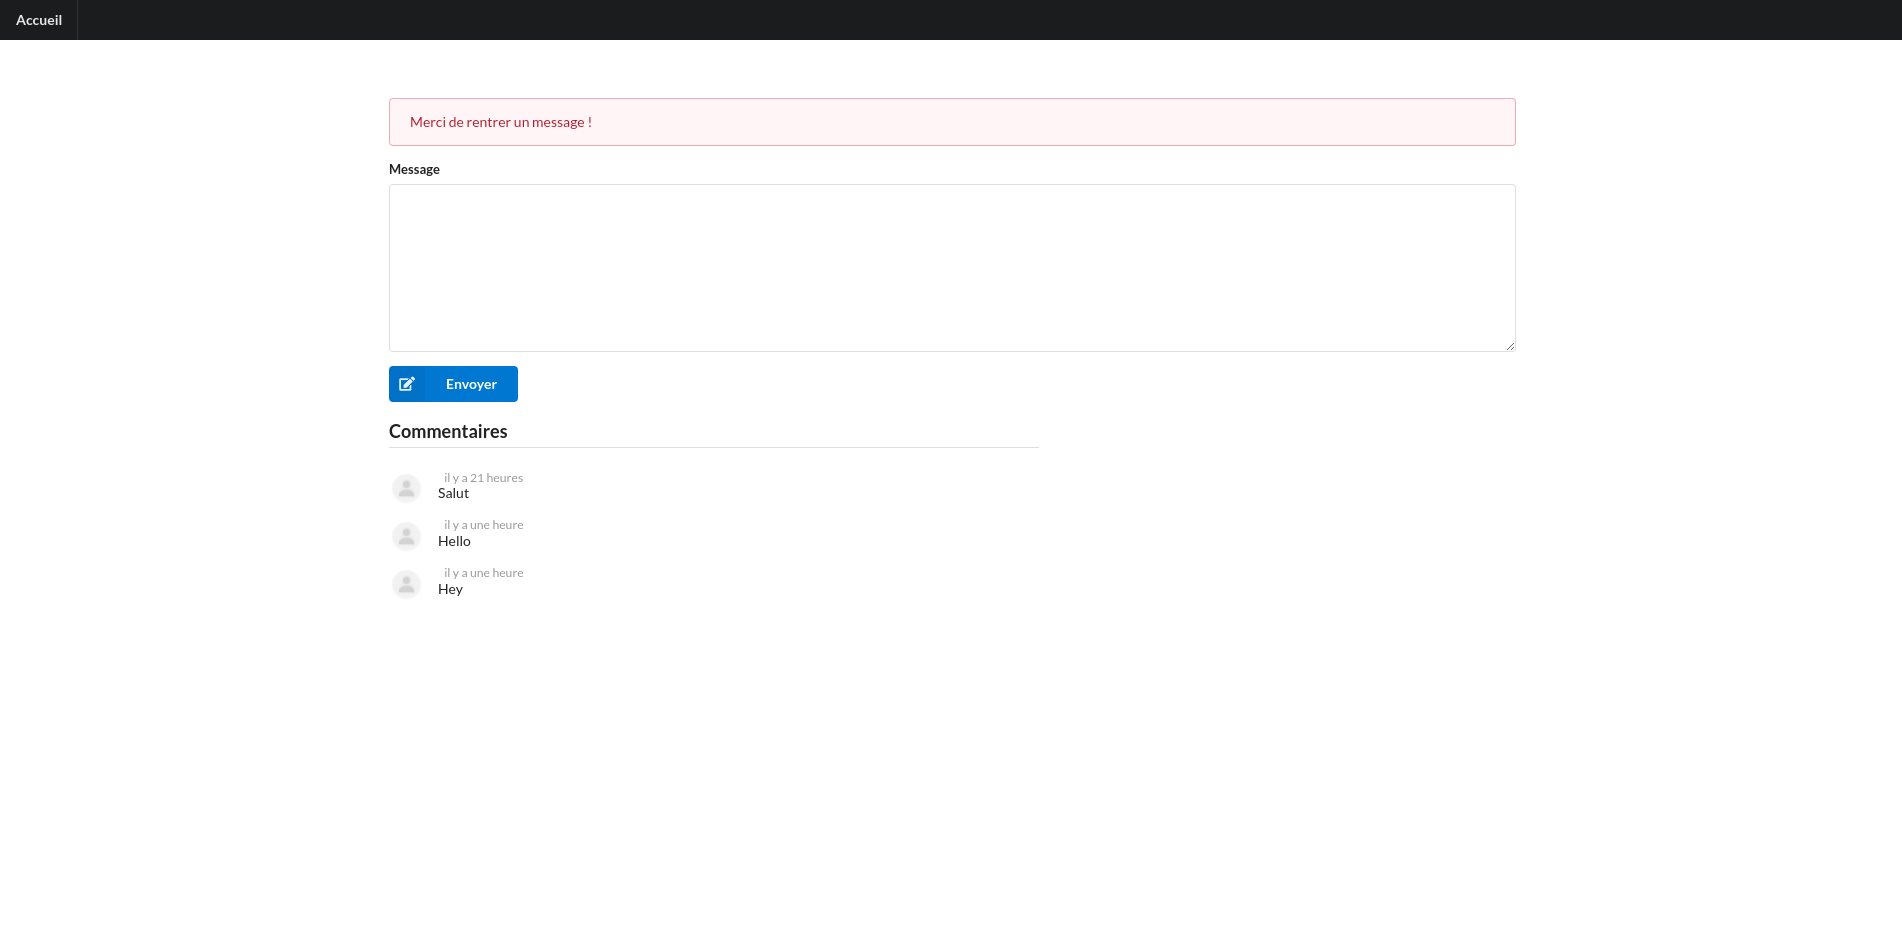 Accueil
Merci de rentrer un message !
Message
Envoyer
Commentaires
il y a 21 heures
Salut
il y a une heure
Hello
il y a une heure
Hey